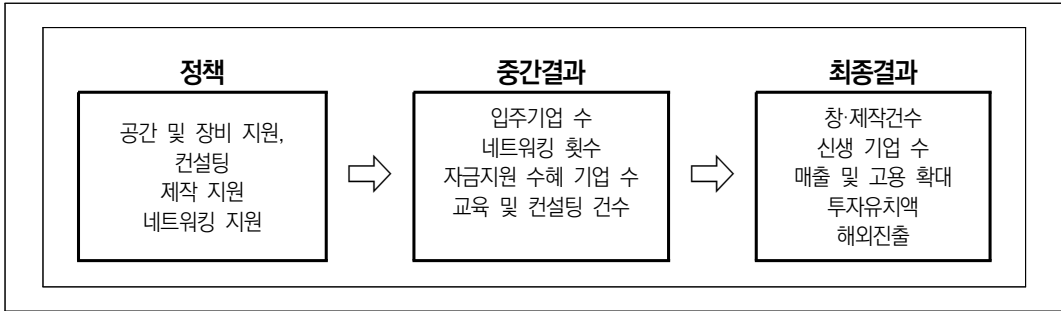 정책
공간 및 장비 지원,
컨설팅
제작 지원
네트워킹 지원
중간결과
입주기업 수
네트워킹 횟수
자금지원 수혜 기업 수
교육 및 컨설팅 건수
최종결과
창·제작건수
신생 기업 수
매출 및 고용 확대
투자유치액
해외진출